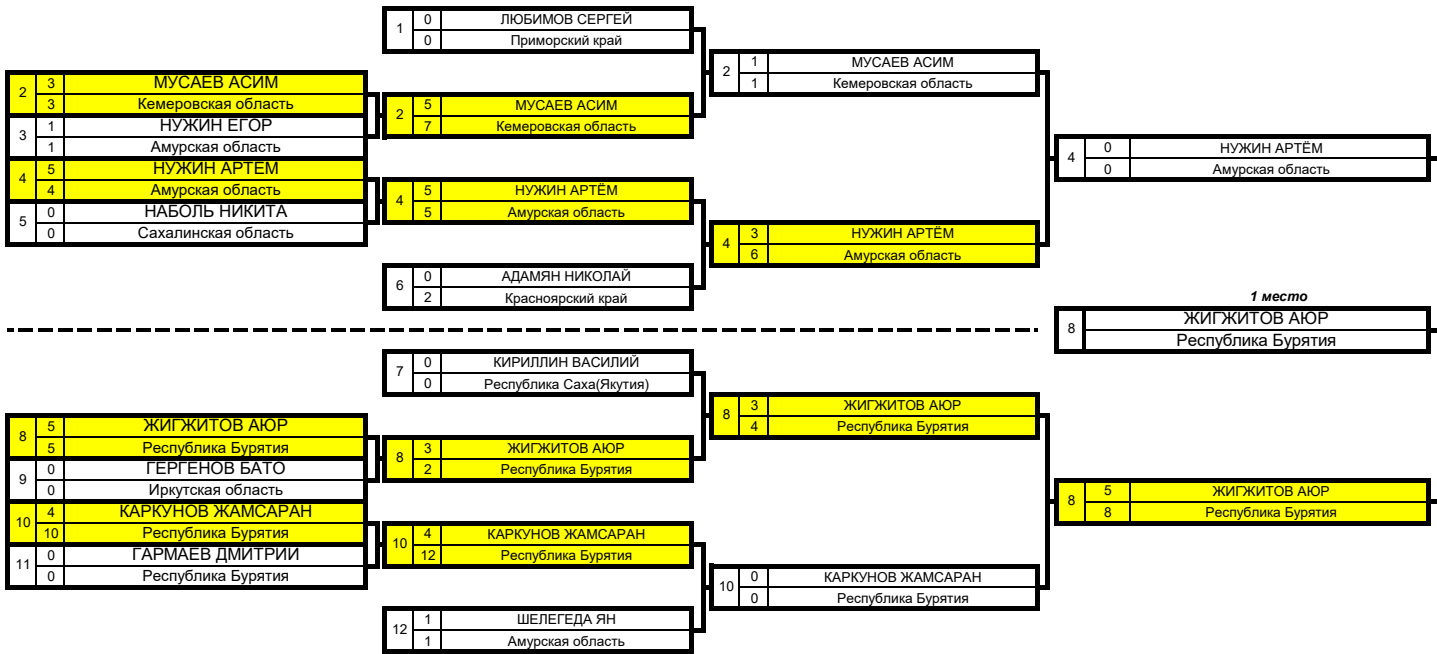 1 0 ЛЮБИМОВ СЕРГЕЙ
0 Приморский край
2 3 МУСАЕВ АСИМ
3 Кемеровская область
3 1 НУЖИН ЕГОР
1 Амурская область
4 5 НУЖИН АРТЕМ
4 Амурская область
5 0 НАБОЛЬ НИКИТА
0 Сахалинская область
2 5 МУСАЕВ АСИМ
7 Кемеровская область
4 5 НУЖИН АРТЁМ
5 Амурская область
6 0 АДАМЯН НИКОЛАЙ
2 Красноярский край
2 1 МУСАЕВ АСИМ
1 Кемеровская область
4 3 НУЖИН АРТЁМ
6 Амурская область
4 0 НУЖИН АРТЁМ
0 Амурская область
1 место
8 ЖИГЖИТОВ АЮР
Республика Бурятия
7 0 КИРИЛЛИН ВАСИЛИЙ
0 Республика Саха(Якутия)
8 5 ЖИГЖИТОВ АЮР
5 Республика Бурятия
9 0 ГЕРГЕНОВ БАТО
0 Иркутская область
10 4 КАРКУНОВ ЖАМСАРАН
10 Республика Бурятия
11 0 ГАРМАЕВ ДМИТРИИ
0 Республика Бурятия
8 3 ЖИГЖИТОВ АЮР
2 Республика Бурятия
10 4 КАРКУНОВ ЖАМСАРАН
12 Республика Бурятия
12 1 ШЕЛЕГЕДА ЯН
1 Амурская область
8 3 ЖИГЖИТОВ АЮР
4 Республика Бурятия
10 0 КАРКУНОВ ЖАМСАРАН
0 Республика Бурятия
8 5 ЖИГЖИТОВ АЮР
8 Республика Бурятия